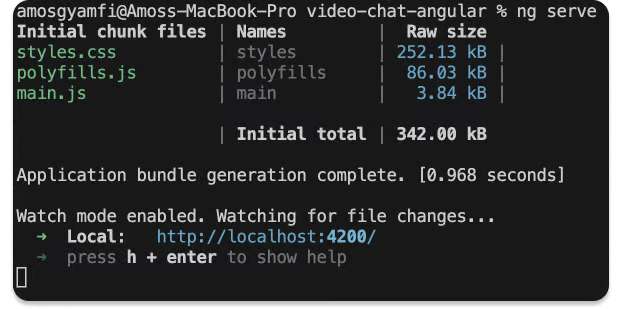 amosgyamfi@Amoss-MacBook-Pro video-chat-angular % ng serve
Initial chunk files | Names | Raw size
styles.css | styles | 252.13 kB |
polyfills.js | polyfills | 86.03 kB |
main.js | main | 3.84 kB |
| Initial total | 342.00 kB
Application bundle generation complete. [0.968 seconds]
Watch mode enabled. Watching for file changes...
➜ Local: http://localhost:4200/
➜ press h + enter to show help